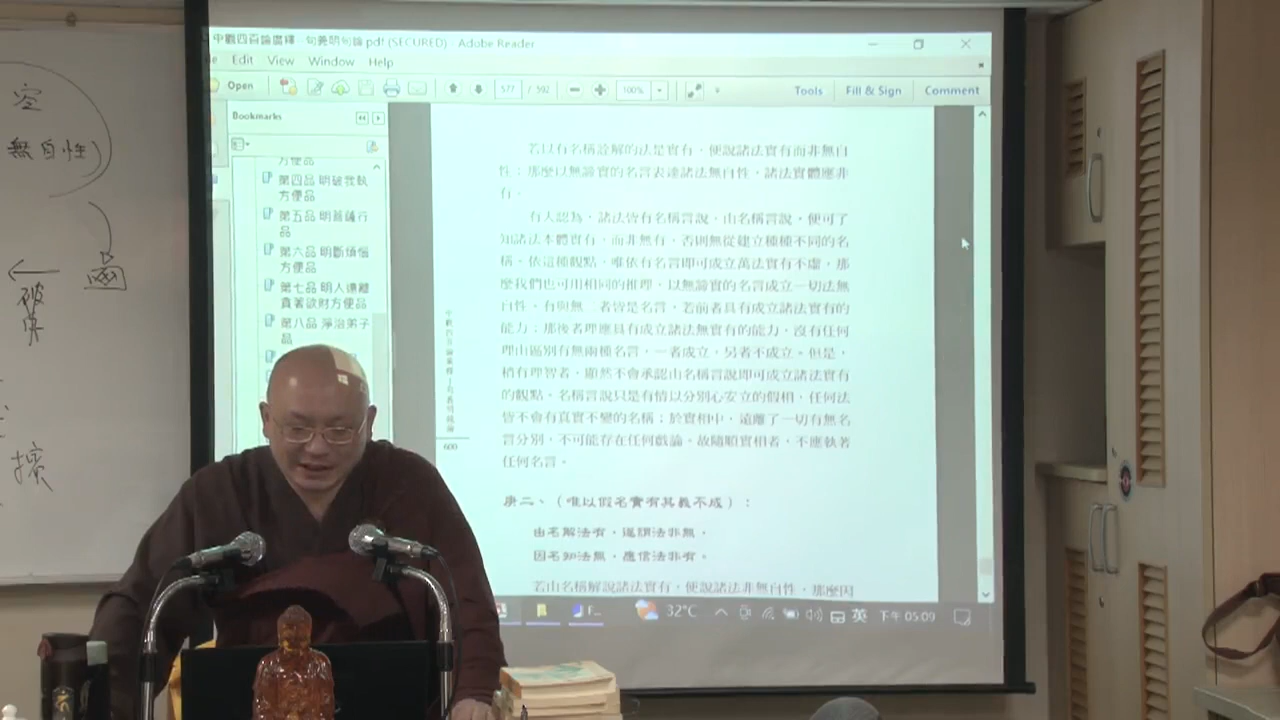 空
無自性)
破
壞
中觀四百論廣釋 - 句義明句論.pdf (SECURED) - Adobe Reader
Edit View Window Help
Open
577 / 592
100%
Tools
Fill & Sign
Comment
Bookmarks
方便品
第四品 明破我執
方便品
第五品 明菩薩行
品
第六品 明斷煩惱
方便品
第七品 明人遠離
貪著欲財方便品
第八品 淨治弟子
品
若以有名稱詮解的法是實有，便說諸法實有而非無自
性；那麼以無諦實的名言表達諸法無自性，諸法實體應非
有。
有人認為，諸法皆有名稱言說，由名稱言說，便可了
知諸法本體實有，而非無有，否則無從建立種種不同的名
稱。依這種觀點，唯依有名言即可成立萬法實有不虛，那
麼我們也可用相同的推理，以無諦實的名言成立一切法無
自性。有與無二者皆是名言，若前者具有成立諸法實有的
能力；那後者理應具有成立諸法無實有的能力，沒有任何
理由區別有無兩種名言，一者成立，另者不成立。但是，
稍有理智者，顯然不會承認由名稱言說即可成立諸法實有
的觀點。名稱言說只是有情以分別心安立的假相，任何法
皆不會有真實不變的名稱；於實相中，遠離了一切有無名
言分別，不可能存在任何戲論。故隨順實相者，不應執著
任何名言。
600
庚二、（唯以假名實有其義不成）：
由名解法有，遂謂法非無，
因名知法無，應信法非有。
若由名稱解說諸法實有，便說諸法非無自性，那麼因
32°C
英
下午 05:09